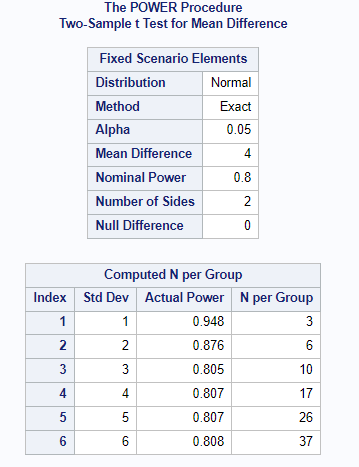 The POWER Procedure
Two-Sample t Test for Mean Difference
Fixed Scenario Elements
Distribution Normal
Method Exact
Alpha 0.05
Mean Difference 4
Nominal Power 0.8
Number of Sides 2
Null Difference 0
Computed N per Group
Index Std Dev Actual Power N per Group
1 1 0.948 3
2 2 0.876 6
3 3 0.805 10
4 4 0.807 17
5 5 0.807 26
6 6 0.808 37